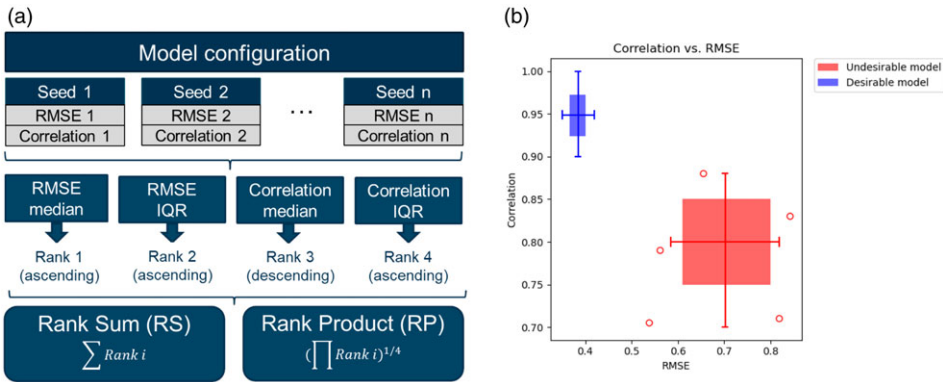 (a)
Model configuration
Seed 1
RMSE 1
Correlation 1
Seed 2
RMSE 2
Correlation 2
...
Seed n
RMSE n
Correlation n
RMSE
median
RMSE
IQR
Correlation
median
Correlation
IQR
Rank 1
(ascending)
Rank 2
(ascending)
Rank 3
(descending)
Rank 4
(ascending)
Rank Sum (RS)
∑ Rank i
Rank Product (RP)
(∏ Rank i)^1/4
(b)
Correlation vs. RMSE
Undesirable model
Desirable model
Correlation
1.00
0.95
0.90
0.85
0.80
0.75
0.70
0.4
0.5
0.6
0.7
0.8
RMSE